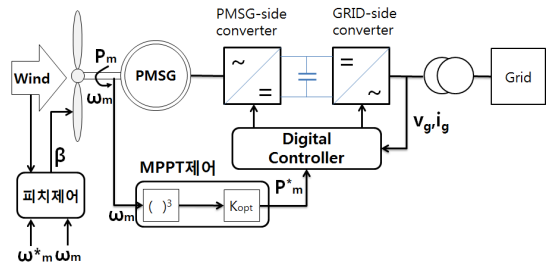 PMSG-side
converter
GRID-side
converter
Wind
Pm
ωm
PMSG
~
=
=
~
Grid
vg,ig
Digital
Controller
β
MPPT제어
P*m
피치제어
ωm
( )³
Kopt
ω*m ωm